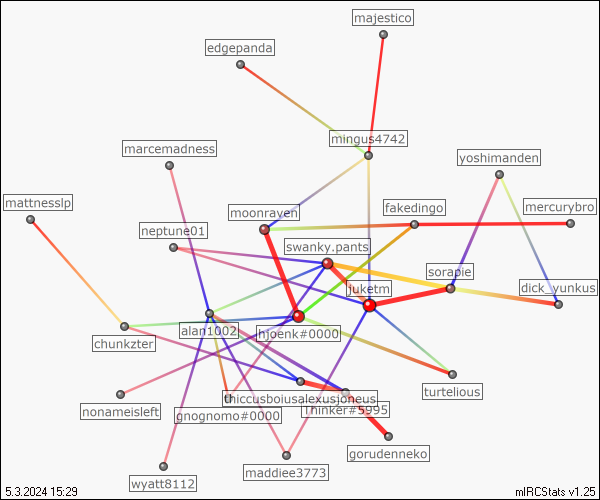 majestico
edgepanda
mingus4742
marcemadness
yoshimanden
mattnesslp
moonraven
fakedingo
mercurybro
neptune01
swanky.pants
sorapie
juketn
dick_yunkus
alan1002
hjoenk#0000
chunkzter
turtelious
thiccusboiusalexusjoneus
nonameisleft
gnognomo#0000
Thinker#5995
gorudenneko
maddiee3773
wyatt8112
5.3.2024 15:29
mIRCStats v1.25